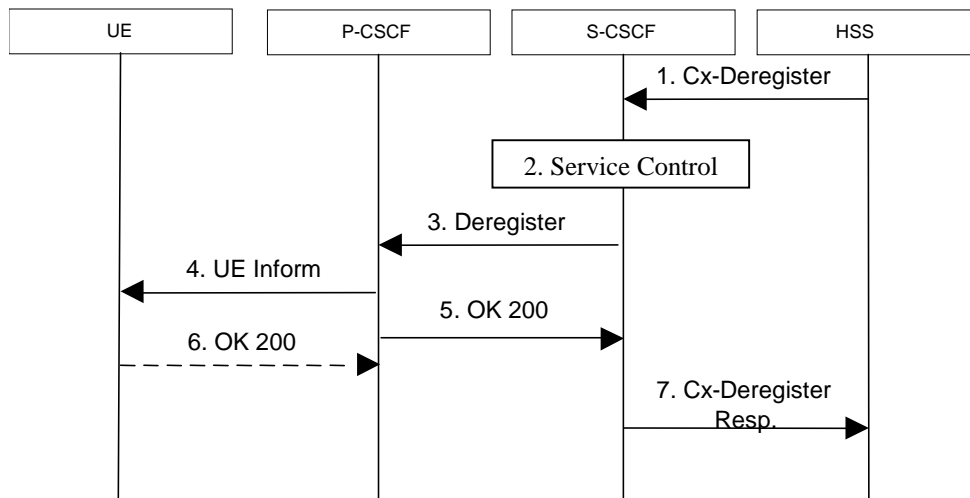 UE
P-CSCF
S-CSCF
HSS
1. Cx-Deregister
2. Service Control
3. Deregister
4. UE Inform
5. OK 200
6. OK 200
7. Cx-Deregister
Resp.